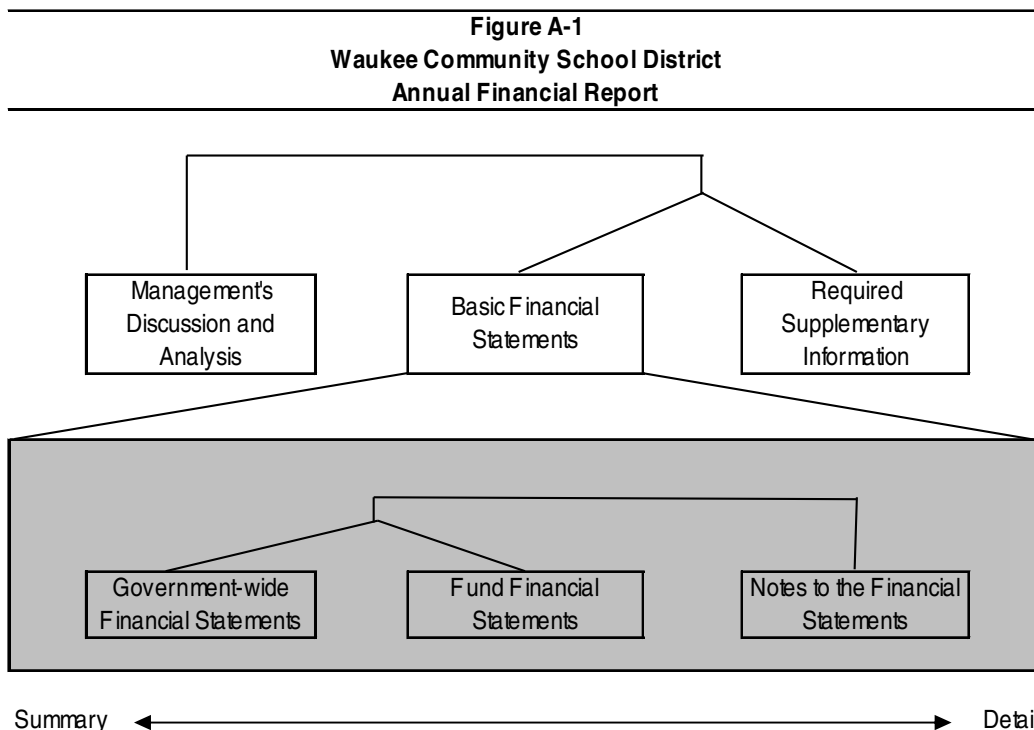 Figure A-1
Waukee Community School District
Annual Financial Report
Management's
Discussion and
Analysis
Basic Financial
Statements
Required
Supplementary
Information
Government-wide
Financial Statements
Fund Financial
Statements
Notes to the Financial
Statements
Summary
Detai